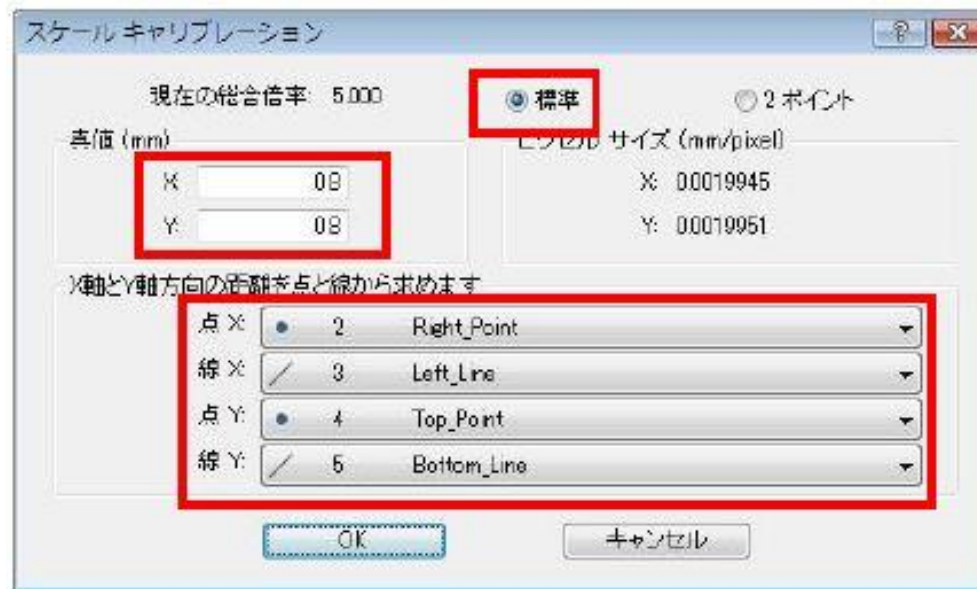 スケール キャリブレーション
現在の総合倍率: 5.000
標準
2 ポイント
真値 (mm)
X: 0.8
Y: 0.8
ピクセル サイズ (mm/pixel)
X: 0.0019945
Y: 0.0019951
X軸とY軸方向の距離を点と線から求めます
点 X: 2 Right_Point
線 X: 3 Left_Line
点 Y: 4 Top_Point
線 Y: 5 Bottom_Line
OK
キャンセル